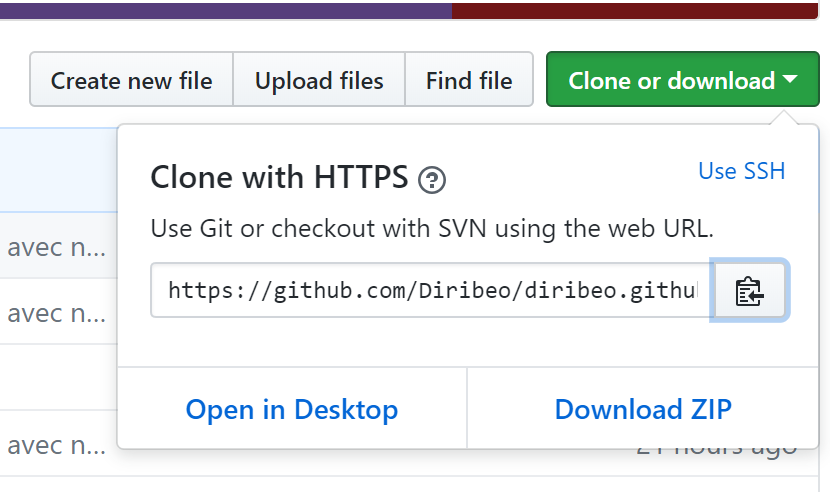 Create new file Upload files Find file Clone or download
Clone with HTTPS ?
Use SSH
Use Git or checkout with SVN using the web URL.
avec n...
https://github.com/Diribeo/diribeo.githu
avec n...
Open in Desktop Download ZIP
avec n...
21 hours ago